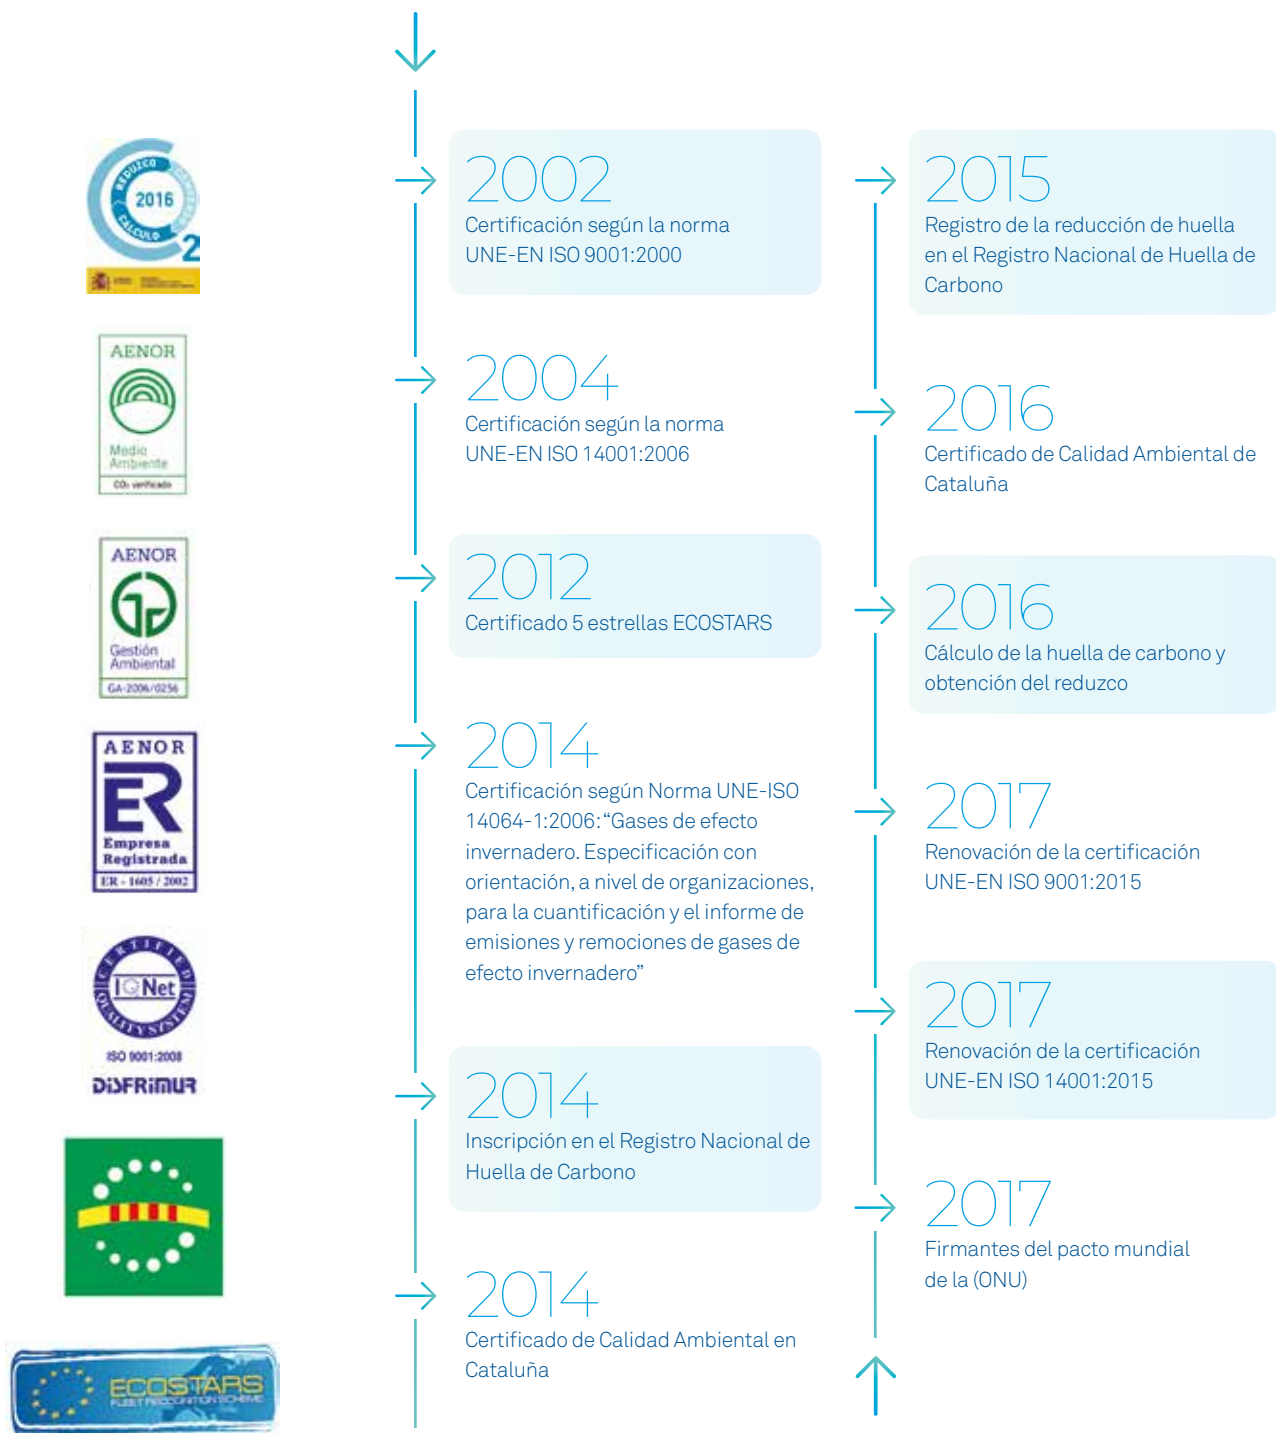 REDUZCO
2016
CALCULO
2
AENOR
Medio
Ambiente
CO₂ verificado
AENOR
Gestión
Ambiental
GA-2006/0256
AENOR
ER
Empresa
Registrada
ER - 1605 / 2002
CERTIFIED
IQNet
QUALITY SYSTEM
ISO 9001:2008
DISFRIMUR
ECOSTARS
FLEET RECOGNITION SCHEME
2002
Certificación según la norma
UNE-EN ISO 9001:2000
2004
Certificación según la norma
UNE-EN ISO 14001:2006
2012
Certificado 5 estrellas ECOSTARS
2014
Certificación según Norma UNE-ISO
14064-1:2006: “Gases de efecto
invernadero. Especificación con
orientación, a nivel de organizaciones,
para la cuantificación y el informe de
emisiones y remociones de gases de
efecto invernadero”
2014
Inscripción en el Registro Nacional de
Huella de Carbono
2014
Certificado de Calidad Ambiental en
Cataluña
2015
Registro de la reducción de huella
en el Registro Nacional de Huella de
Carbono
2016
Certificado de Calidad Ambiental de
Cataluña
2016
Cálculo de la huella de carbono y
obtención del reduzco
2017
Renovación de la certificación
UNE-EN ISO 9001:2015
2017
Renovación de la certificación
UNE-EN ISO 14001:2015
2017
Firmantes del pacto mundial
de la (ONU)